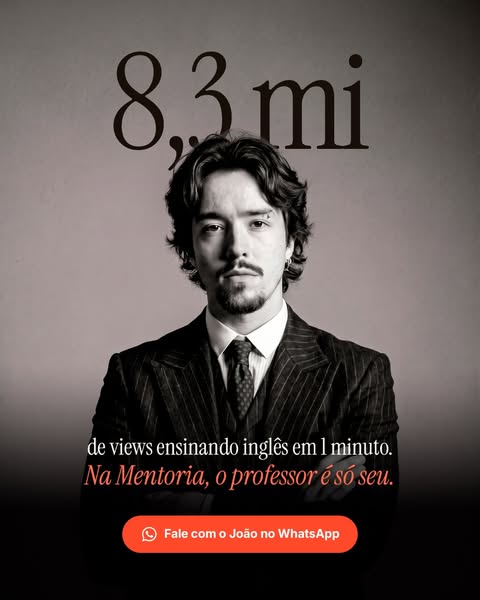 8,3 mi
de views ensinando inglês em 1 minuto.
Na Mentoria, o professor é só seu.
Fale com o João no WhatsApp